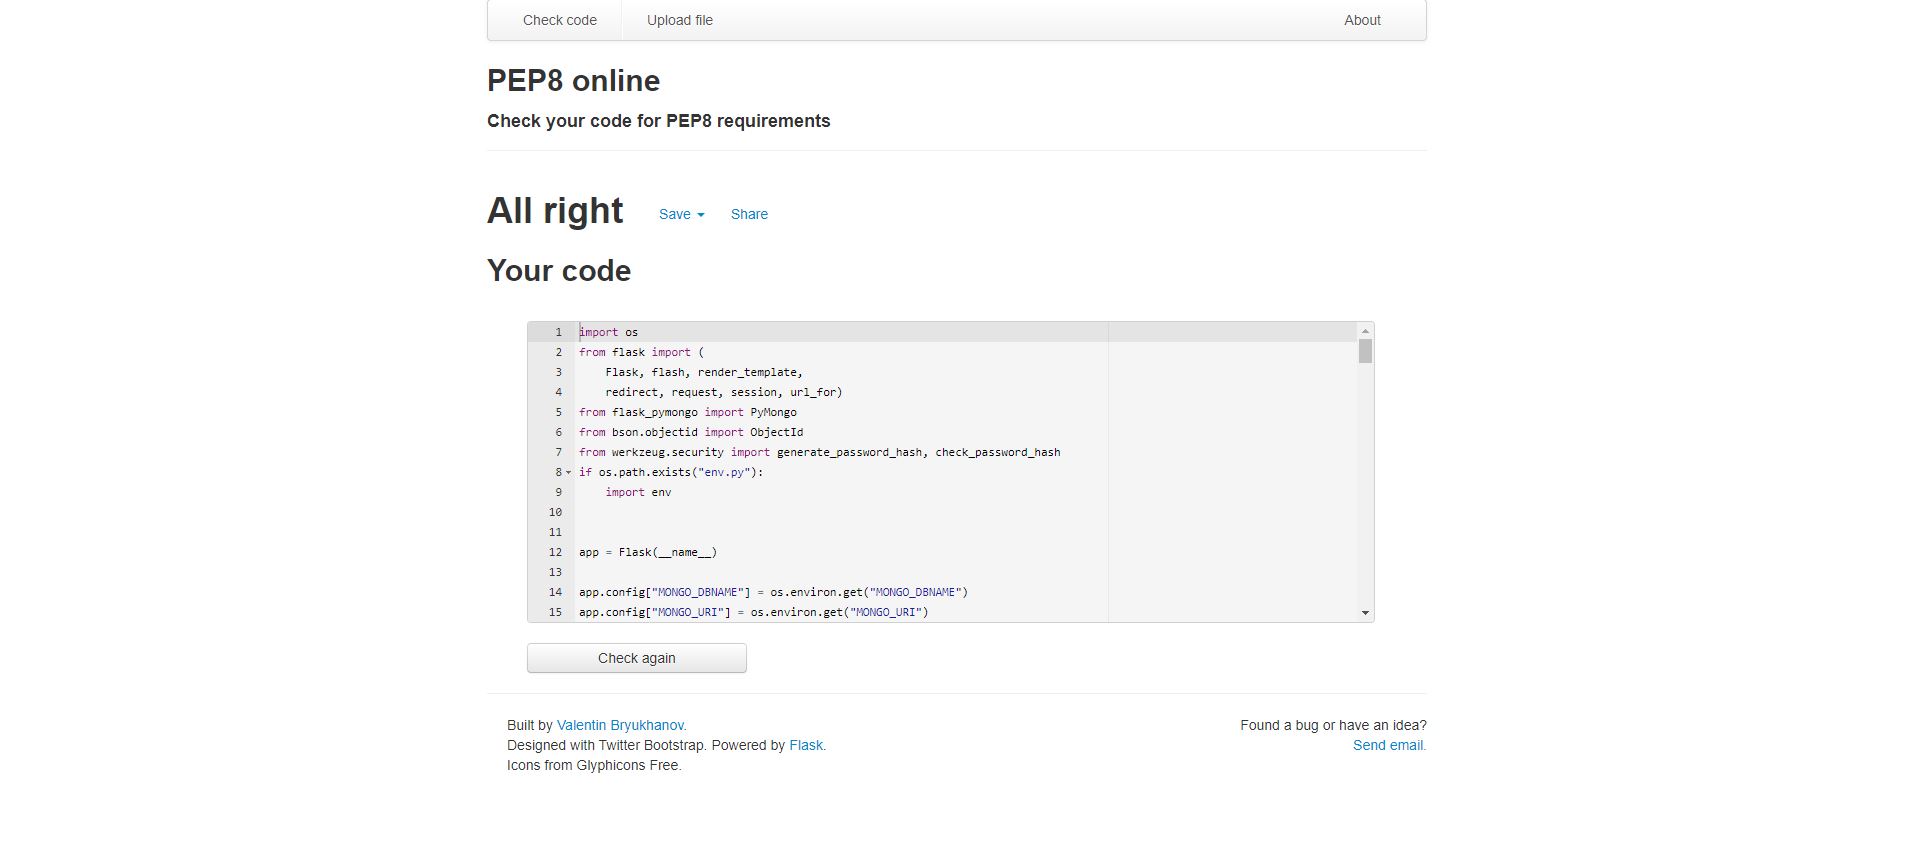 Check code Upload file About
PEP8 online
Check your code for PEP8 requirements
All right Save Share
Your code
1 import os
2 from flask import (
3     Flask, flash, render_template,
4     redirect, request, session, url_for)
5 from flask_pymongo import PyMongo
6 from bson.objectid import ObjectId
7 from werkzeug.security import generate_password_hash, check_password_hash
8 if os.path.exists("env.py"):
9     import env
10
11
12 app = Flask(__name__)
13
14 app.config["MONGO_DBNAME"] = os.environ.get("MONGO_DBNAME")
15 app.config["MONGO_URI"] = os.environ.get("MONGO_URI")
Check again
Built by Valentin Bryukhanov.
Designed with Twitter Bootstrap. Powered by Flask.
Icons from Glyphicons Free.
Found a bug or have an idea?
Send email.